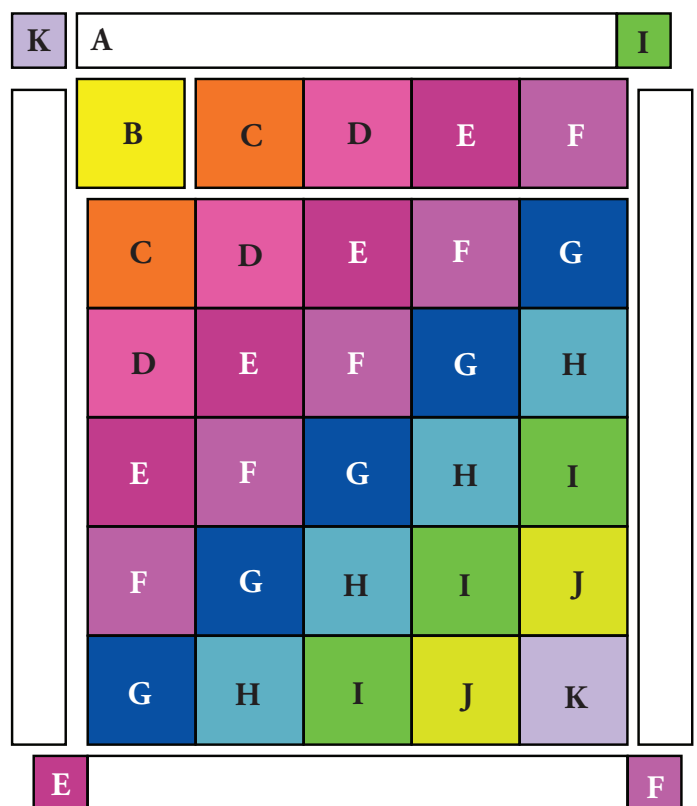 K A I
B C D E F
C D E F G
D E F G H
E F G H I
F G H I J
G H I J K
E F